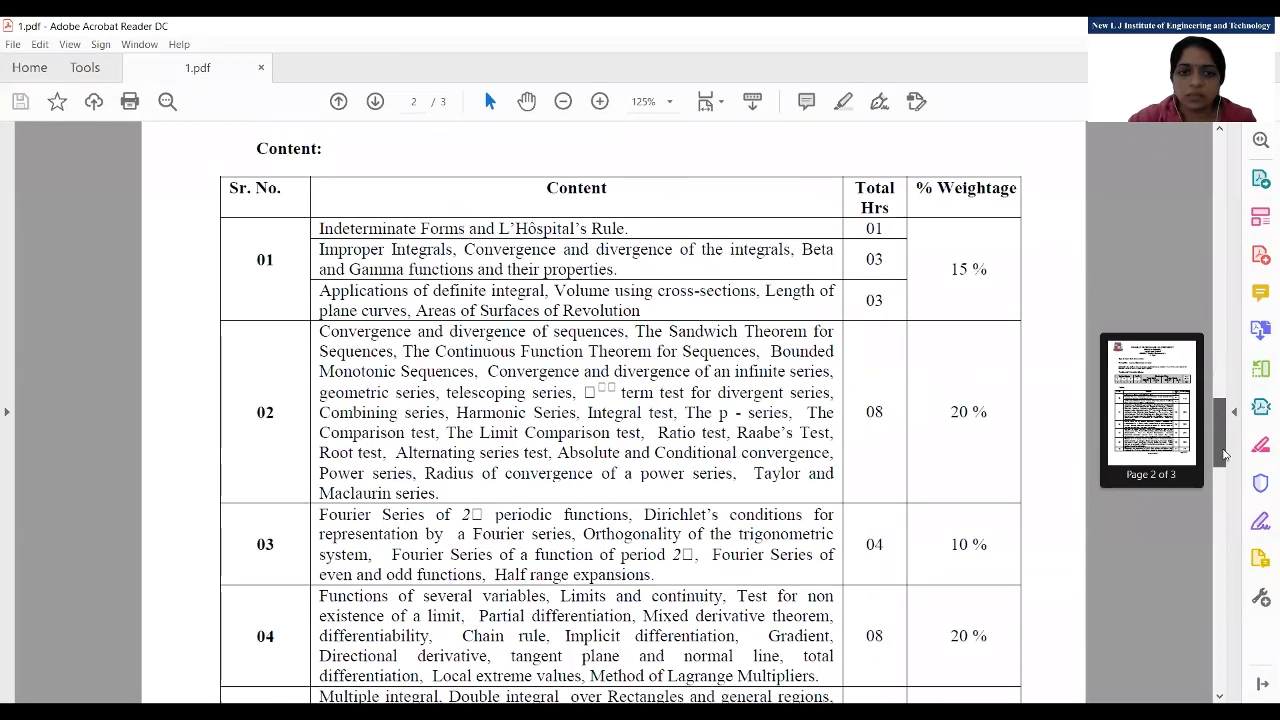 1.pdf - Adobe Acrobat Reader DC
New L J Institute of Engineering and Technology
File Edit View Sign Window Help
Home Tools 1.pdf ×
2 / 3 125%
Content:
Sr. No. Content Total Hrs % Weightage
01
Indeterminate Forms and L’Hôspital’s Rule. 01
Improper Integrals, Convergence and divergence of the integrals, Beta
and Gamma functions and their properties. 03
Applications of definite integral, Volume using cross-sections, Length of
plane curves, Areas of Surfaces of Revolution 03
15 %
02
Convergence and divergence of sequences, The Sandwich Theorem for
Sequences, The Continuous Function Theorem for Sequences, Bounded
Monotonic Sequences, Convergence and divergence of an infinite series,
geometric series, telescoping series, □□□ term test for divergent series,
Combining series, Harmonic Series, Integral test, The p - series, The
Comparison test, The Limit Comparison test, Ratio test, Raabe’s Test,
Root test, Alternating series test, Absolute and Conditional convergence,
Power series, Radius of convergence of a power series, Taylor and
Maclaurin series.
08 20 %
03
Fourier Series of 2□ periodic functions, Dirichlet’s conditions for
representation by a Fourier series, Orthogonality of the trigonometric
system, Fourier Series of a function of period 2□, Fourier Series of
even and odd functions, Half range expansions.
04 10 %
04
Functions of several variables, Limits and continuity, Test for non
existence of a limit, Partial differentiation, Mixed derivative theorem,
differentiability, Chain rule, Implicit differentiation, Gradient,
Directional derivative, tangent plane and normal line, total
differentiation, Local extreme values, Method of Lagrange Multipliers.
08 20 %
Multiple integral, Double integral over Rectangles and general regions,
Page 2 of 3